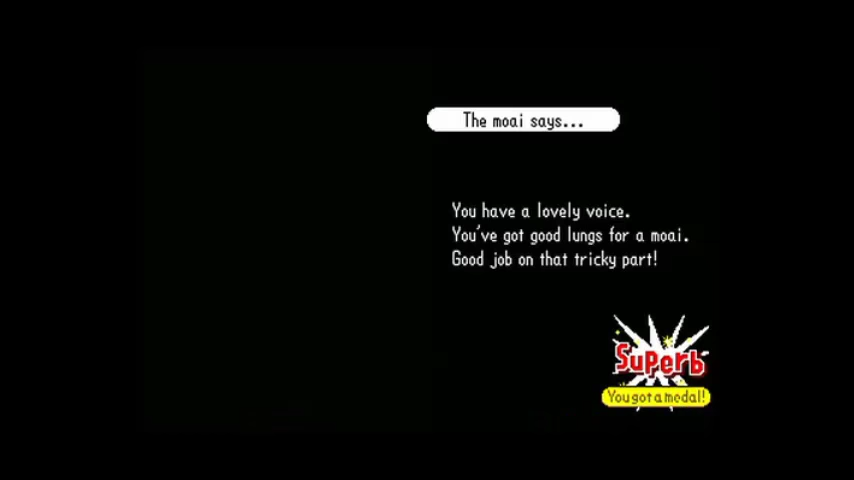 The moai says...
You have a lovely voice.
You've got good lungs for a moai.
Good job on that tricky part!
Superb
You got a medal!